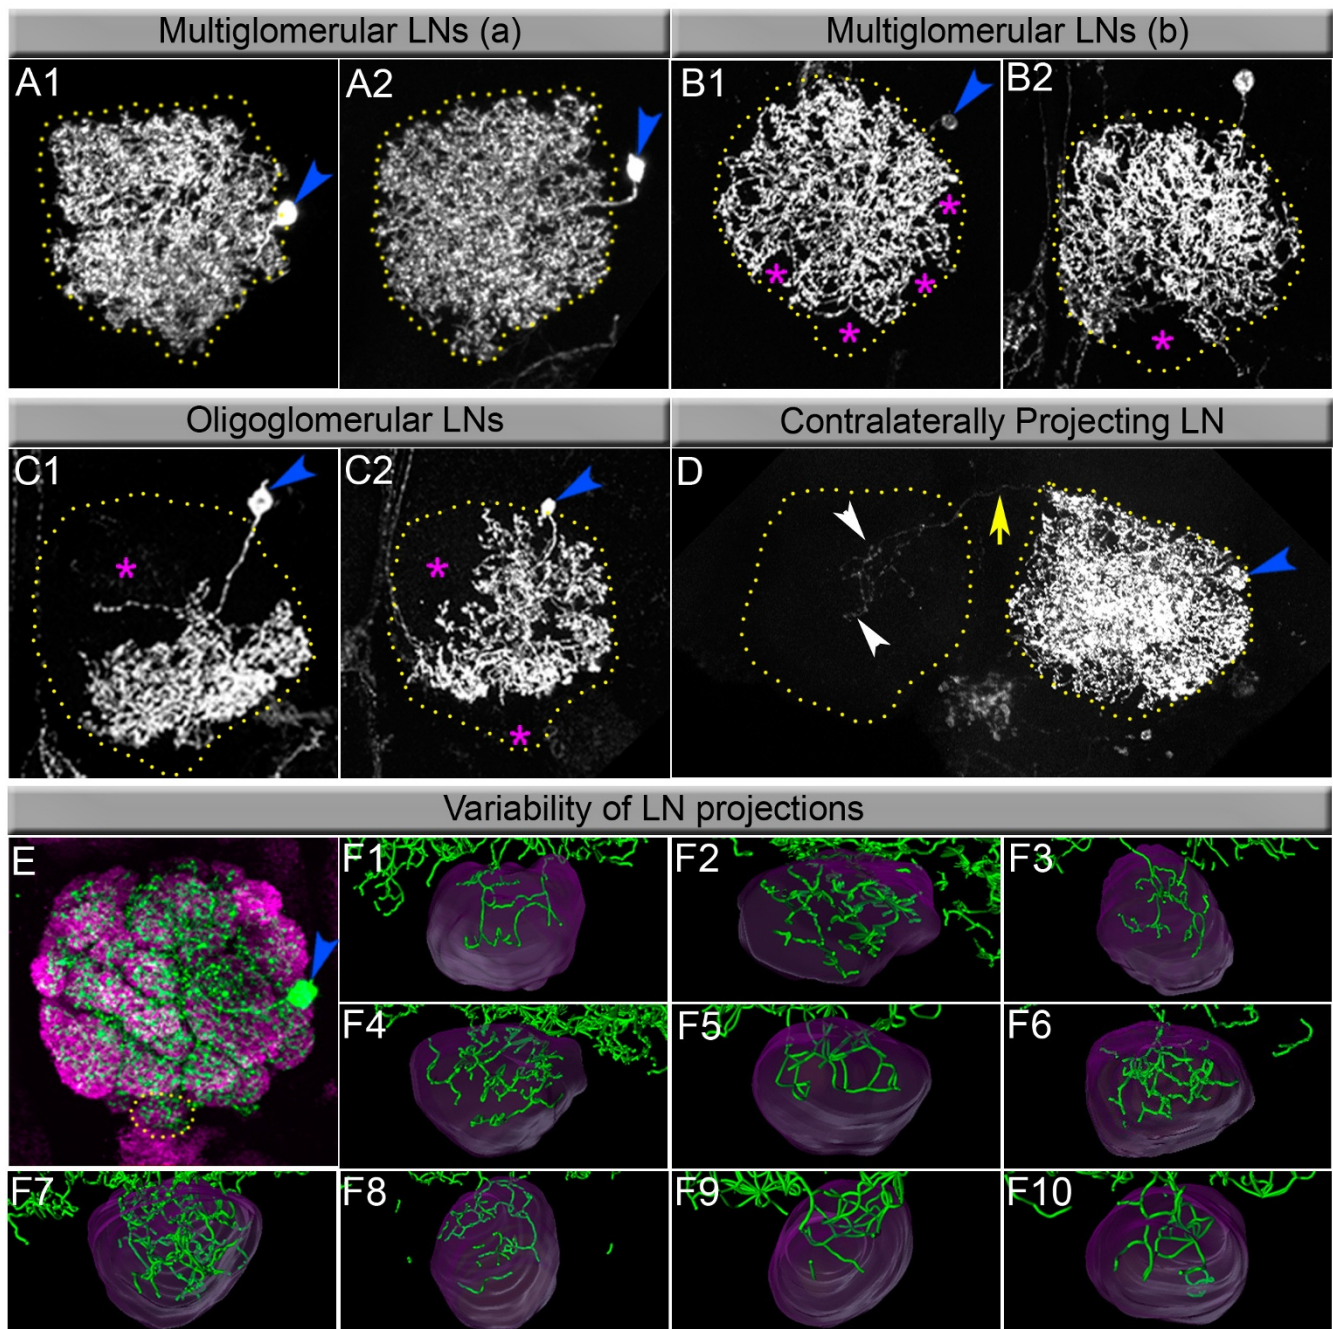 Multiglomerular LNs (a)
Multiglomerular LNs (b)
A1
A2
B1
B2
Oligoglomerular LNs
Contralaterally Projecting LN
C1
C2
D
Variability of LN projections
E
F1
F2
F3
F4
F5
F6
F7
F8
F9
F10